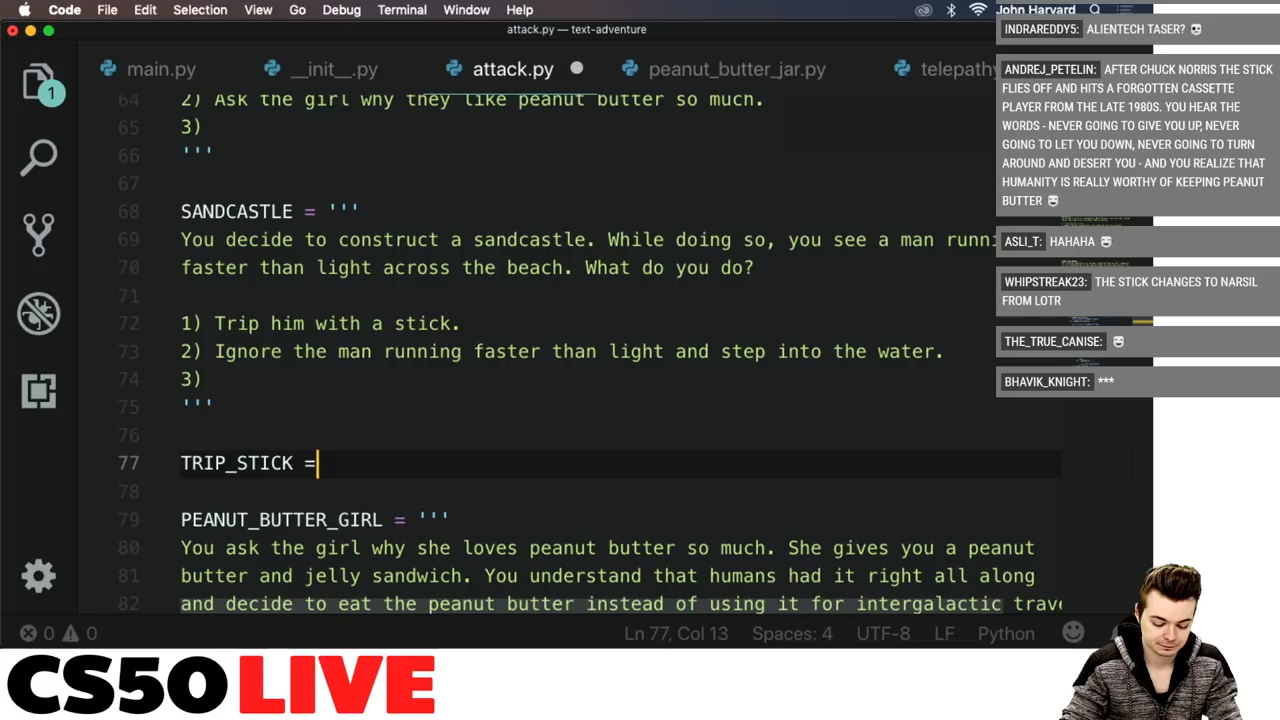 Code File Edit Selection View Go Debug Terminal Window Help
John Harvard
attack.py — text-adventure
main.py
__init__.py
attack.py
peanut_butter_jar.py
telepathy
1
64 2) Ask the girl why they like peanut butter so much.
65 3)
66 '''
67
68 SANDCASTLE = '''
69 You decide to construct a sandcastle. While doing so, you see a man runni
70 faster than light across the beach. What do you do?
71
72 1) Trip him with a stick.
73 2) Ignore the man running faster than light and step into the water.
74 3)
75 '''
76
77 TRIP_STICK =
78
79 PEANUT_BUTTER_GIRL = '''
80 You ask the girl why she loves peanut butter so much. She gives you a peanut
81 butter and jelly sandwich. You understand that humans had it right all along
82 and decide to eat the peanut butter instead of using it for intergalactic trave
0 0
Ln 77, Col 13 Spaces: 4 UTF-8 LF Python
INDRAREDDY5: ALIENTECH TASER?
ANDREJ_PETELIN: AFTER CHUCK NORRIS THE STICK
FLIES OFF AND HITS A FORGOTTEN CASSETTE
PLAYER FROM THE LATE 1980S. YOU HEAR THE
WORDS - NEVER GOING TO GIVE YOU UP, NEVER
GOING TO LET YOU DOWN, NEVER GOING TO TURN
AROUND AND DESERT YOU - AND YOU REALIZE THAT
HUMANITY IS REALLY WORTHY OF KEEPING PEANUT
BUTTER
ASLI_T: HAHAHA
WHIPSTREAK23: THE STICK CHANGES TO NARSIL
FROM LOTR
THE_TRUE_CANISE:
BHAVIK_KNIGHT: ***
CS50 LIVE